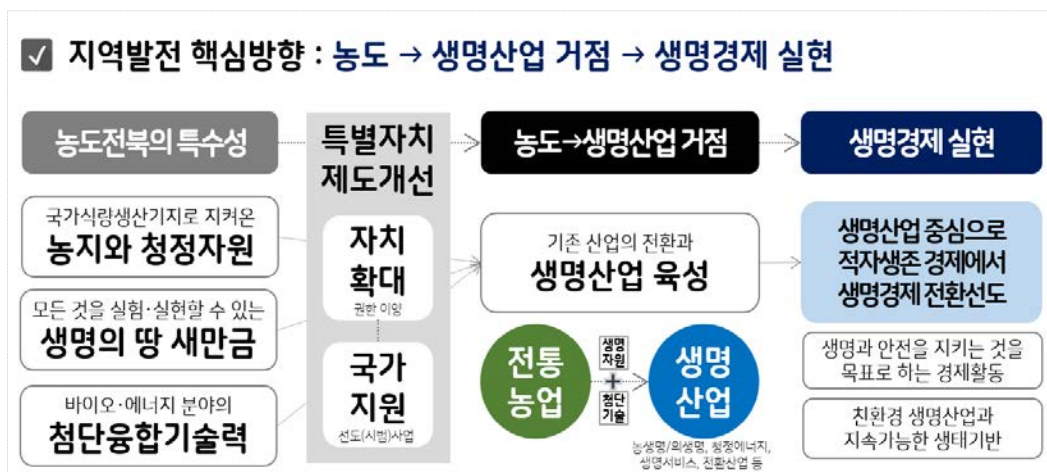 지역발전 핵심방향 : 농도 → 생명산업 거점 → 생명경제 실현
농도전북의 특수성
국가식량생산기지로 지켜온
농지와 청정자원
모든 것을 실험·실현할 수 있는
생명의 땅 새만금
바이오·에너지 분야의
첨단융합기술력
특별자치
제도개선
자치
확대
권한 이양
국가
지원
선도(시범)사업
농도→생명산업 거점
기존 산업의 전환과
생명산업 육성
전통
농업
생명
자원
+
첨단
기술
생명
산업
농생명/의생명, 청정에너지,
생명서비스, 전환산업 등
생명경제 실현
생명산업 중심으로
적자생존 경제에서
생명경제 전환선도
생명과 안전을 지키는 것을
목표로 하는 경제활동
친환경 생명산업과
지속가능한 생태기반